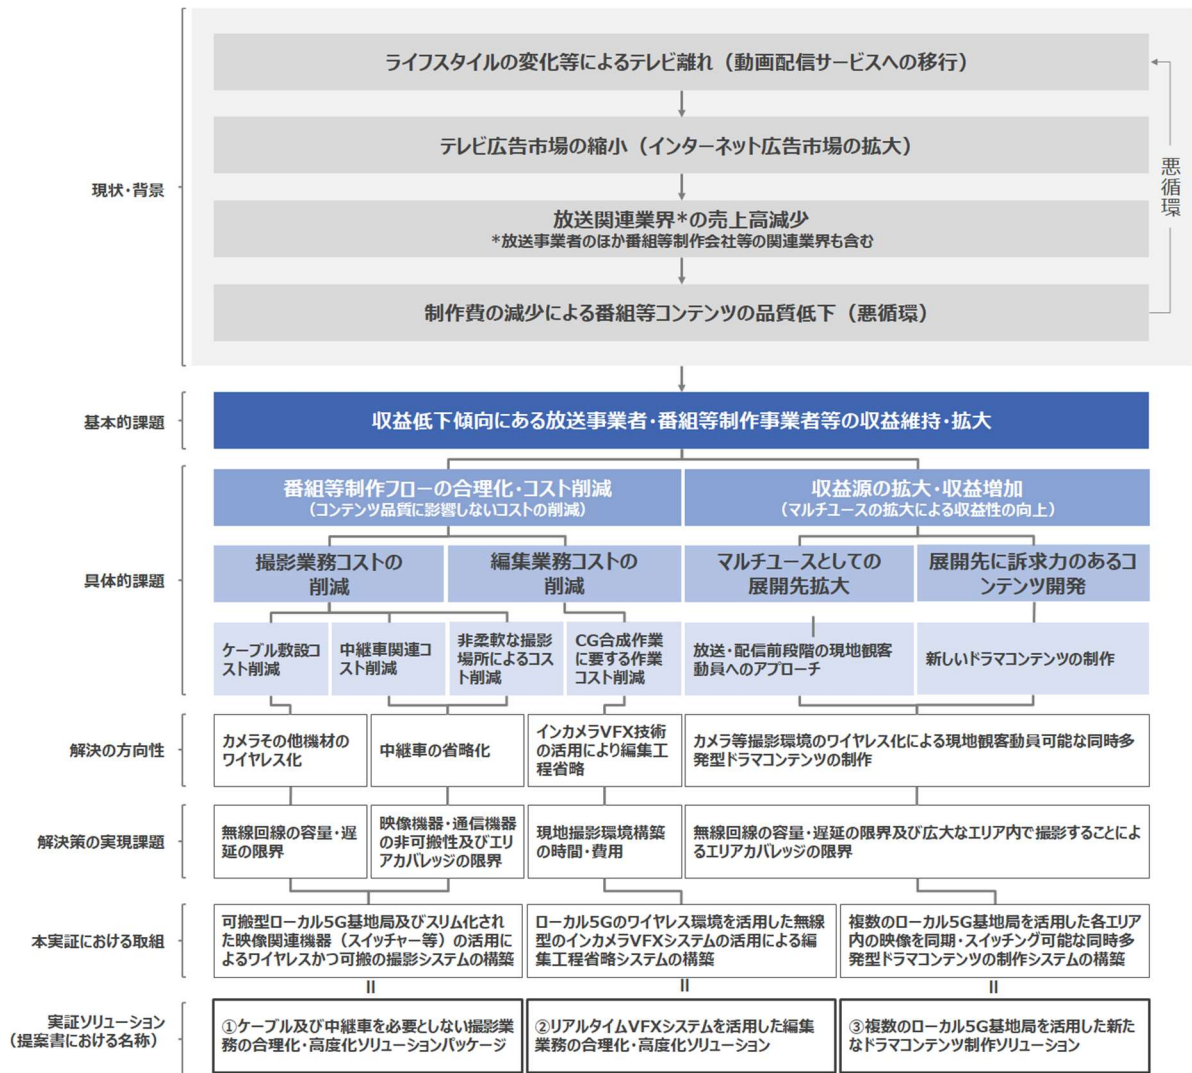 現状・背景
ライフスタイルの変化等によるテレビ離れ（動画配信サービスへの移行）
テレビ広告市場の縮小（インターネット広告市場の拡大）
放送関連業界*の売上高減少
*放送事業者のほか番組等制作会社等の関連業界も含む
制作費の減少による番組等コンテンツの品質低下（悪循環）
悪循環
基本的課題
収益低下傾向にある放送事業者・番組等制作事業者等の収益維持・拡大
具体的課題
番組等制作フローの合理化・コスト削減
（コンテンツ品質に影響しないコストの削減）
収益源の拡大・収益増加
（マルチユースの拡大による収益性の向上）
撮影業務コストの
削減
編集業務コストの
削減
マルチユースとしての
展開先拡大
展開先に訴求力のあるコ
ンテンツ開発
ケーブル敷設コ
スト削減
中継車関連コ
スト削減
非柔軟な撮影
場所によるコス
ト削減
CG合成作業
に要する作業
コスト削減
放送・配信前段階の現地観客
動員へのアプローチ
新しいドラマコンテンツの制作
解決の方向性
カメラその他機材の
ワイヤレス化
中継車の省略化
インカメラVFX技術
の活用により編集工
程省略
カメラ等撮影環境のワイヤレス化による現地観客動員可能な同時多
発型ドラマコンテンツの制作
解決策の実現課題
無線回線の容量・遅
延の限界
映像機器・通信機器
の非可搬性及びエリ
アカバレッジの限界
現地撮影環境構築
の時間・費用
無線回線の容量・遅延の限界及び広大なエリア内で撮影することによ
るエリアカバレッジの限界
本実証における取組
可搬型ローカル5G基地局及びスリム化され
た映像関連機器（スイッチャー等）の活用に
よるワイヤレスかつ可搬の撮影システムの構築
ローカル5Gのワイヤレス環境を活用した無線
型のインカメラVFXシステムの活用による編
集工程省略システムの構築
複数のローカル5G基地局を活用した各エリア
内の映像を同期・スイッチング可能な同時多
発型ドラマコンテンツの制作システムの構築
＝
＝
＝
実証ソリューション
（提案書における名称）
①ケーブル及び中継車を必要としない撮影業
務の合理化・高度化ソリューションパッケージ
②リアルタイムVFXシステムを活用した編集
業務の合理化・高度化ソリューション
③複数のローカル5G基地局を活用した新た
なドラマコンテンツ制作ソリューション